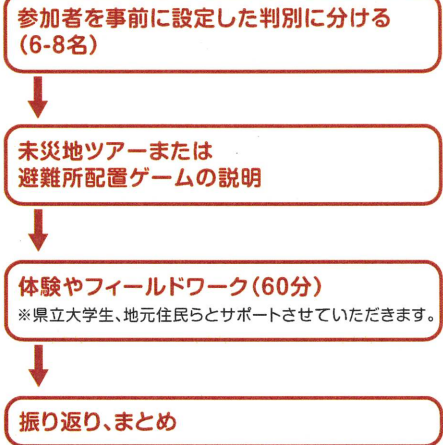 参加者を事前に設定した判別に分ける
(6-8名)
未災地ツアーまたは
避難所配置ゲームの説明
体験やフィールドワーク(60分)
※県立大学生、地元住民らとサポートさせていただきます。
振り返り、まとめ